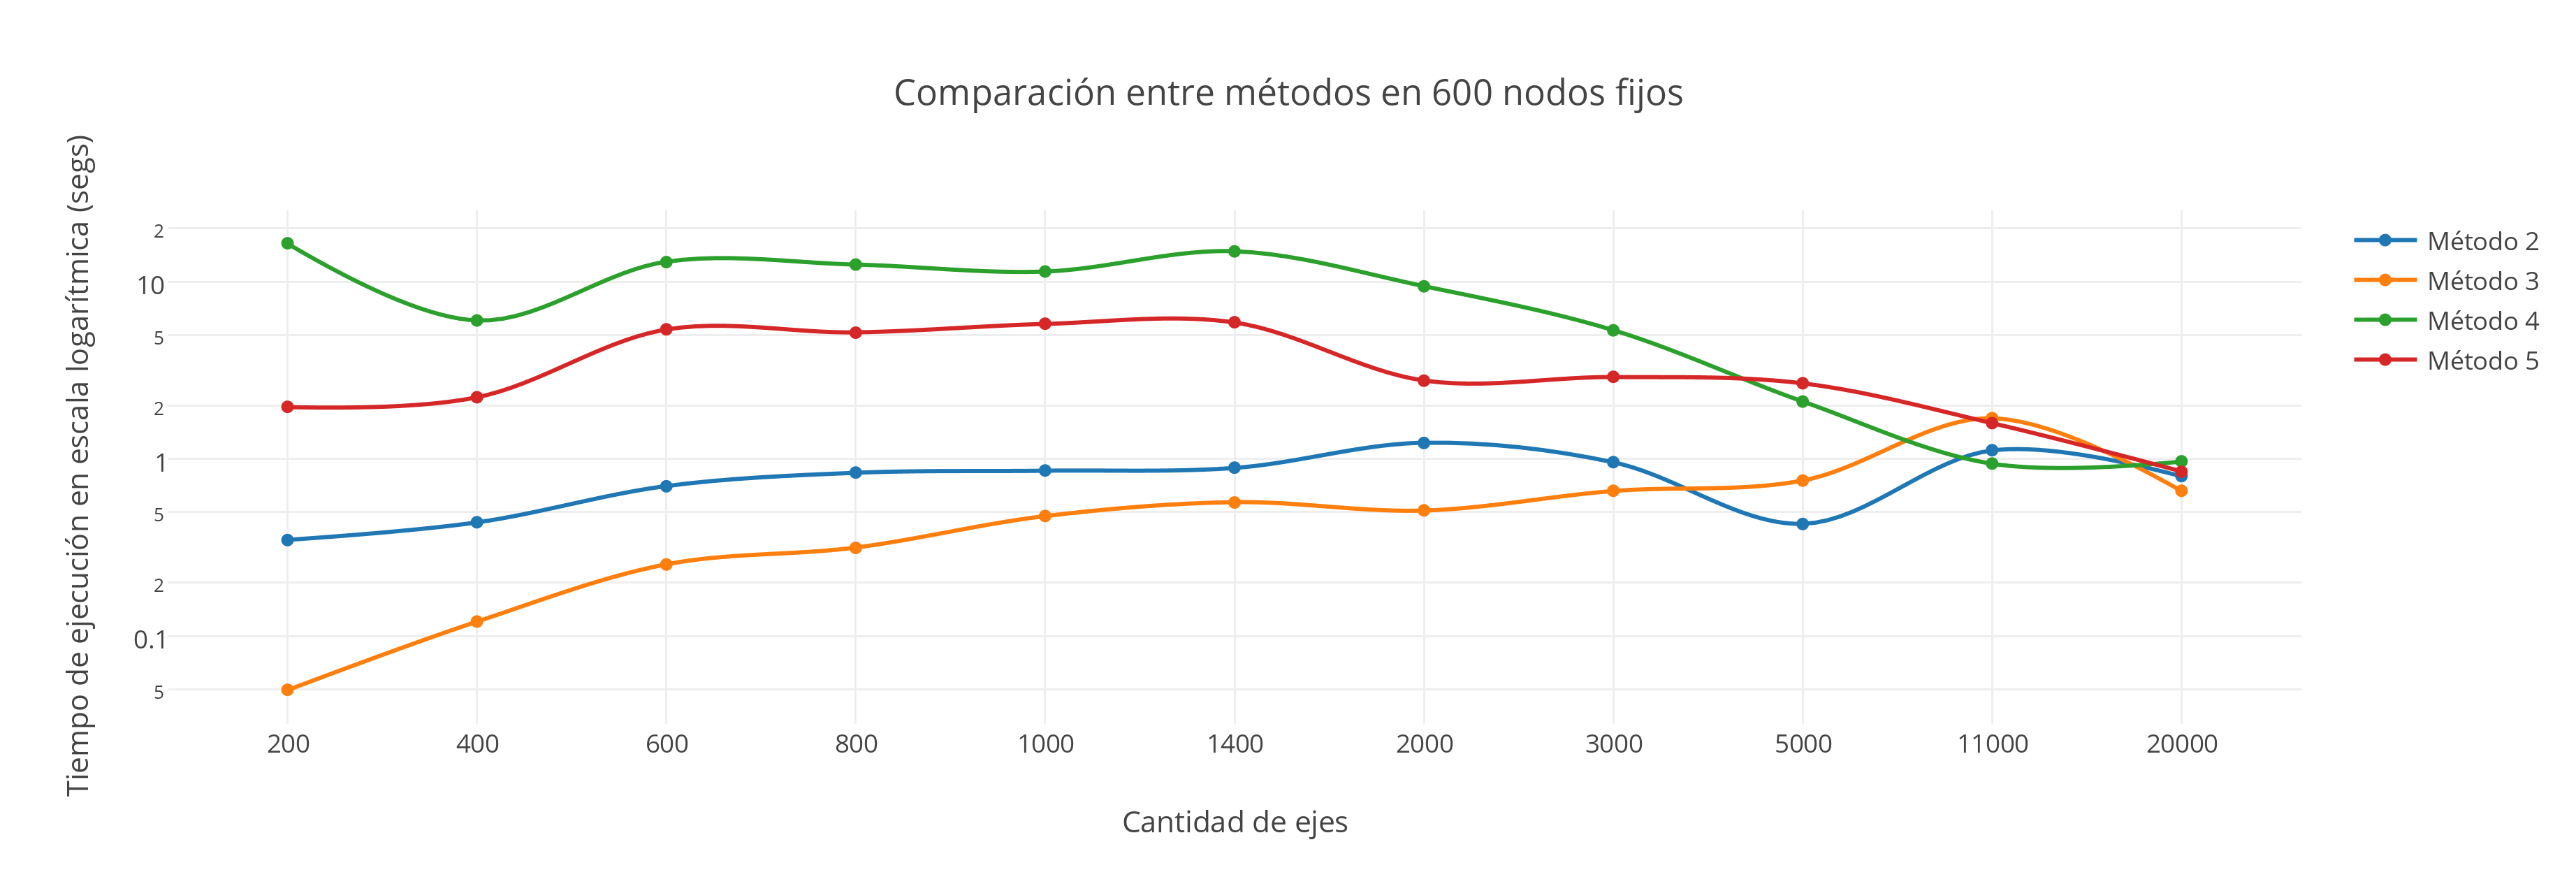 Comparación entre métodos en 600 nodos fijos
Tiempo de ejecución en escala logarítmica (segs)
2
10
5
2
1
5
2
0.1
5
200 400 600 800 1000 1400 2000 3000 5000 11000 20000
Cantidad de ejes
Método 2
Método 3
Método 4
Método 5